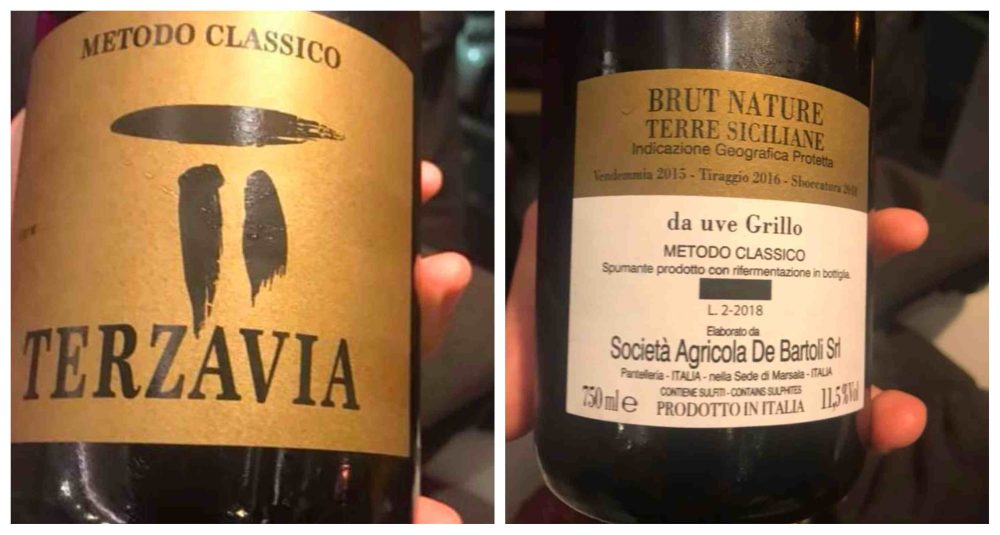 METODO CLASSICO
TERZAVIA
BRUT NATURE
TERRE SICILIANE
Indicazione Geografica Protetta
Vendemmia 2015 - Tiraggio 2016 - Sboccatura
da uve Grillo
METODO CLASSICO
Spumante prodotto con rifermentazione in bottiglia.
L. 2-2018
Elaborato da
Società Agricola De Bartoli Srl
Pantelleria - ITALIA - nella Sede di Marsala - ITALIA
CONTIENE SULFITI - CONTAINS SULPHITES
750 ml e PRODOTTO IN ITALIA 11,5%Vol